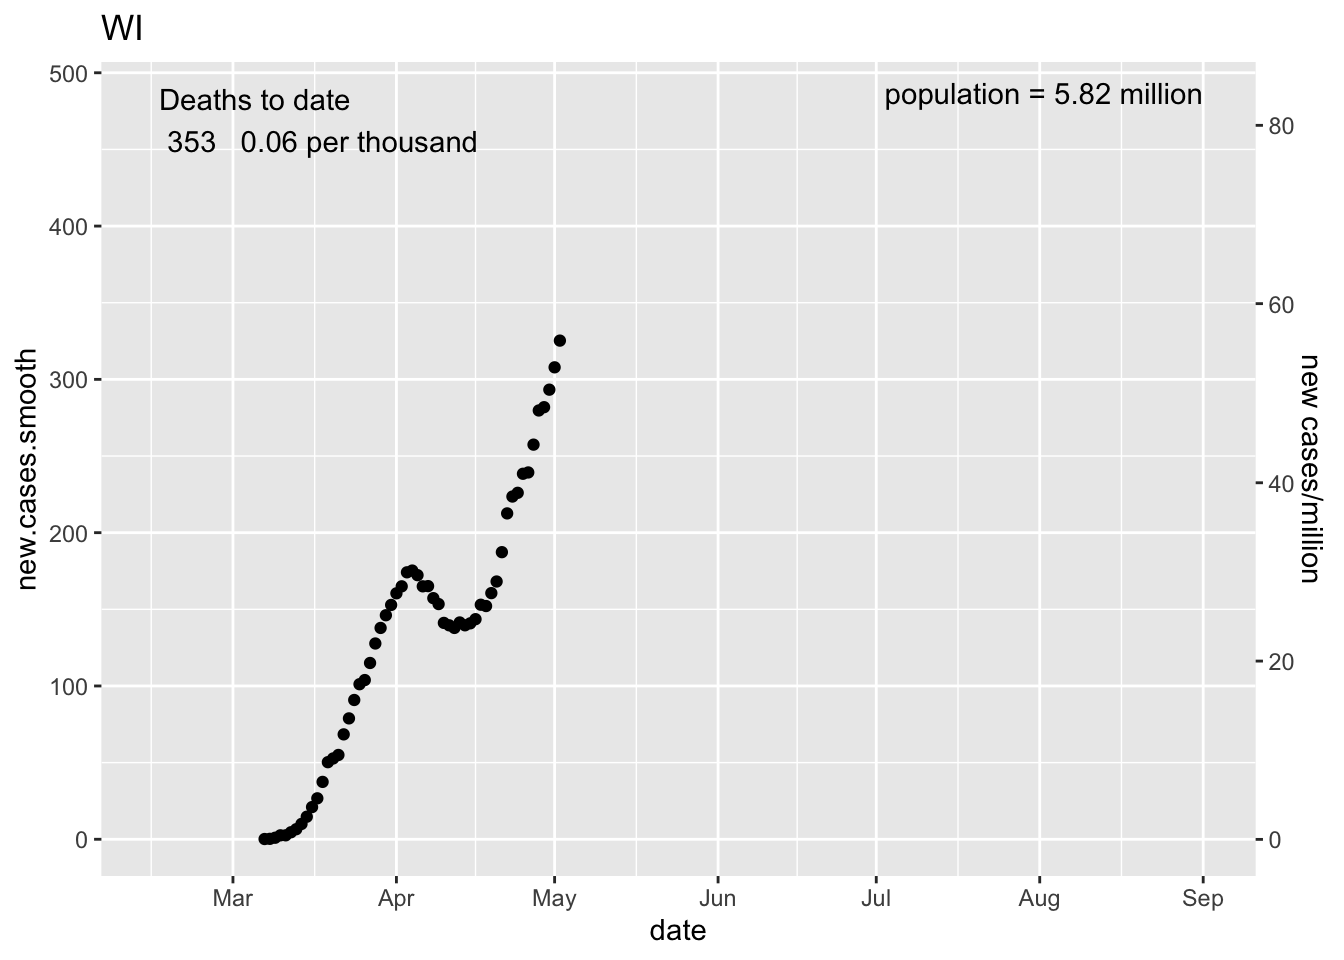 WI
Deaths to date
353 0.06 per thousand
population = 5.82 million
new.cases.smooth
500
400
300
200
100
0
80
60
40
20
0
new cases/million
Mar Apr May Jun Jul Aug Sep
date